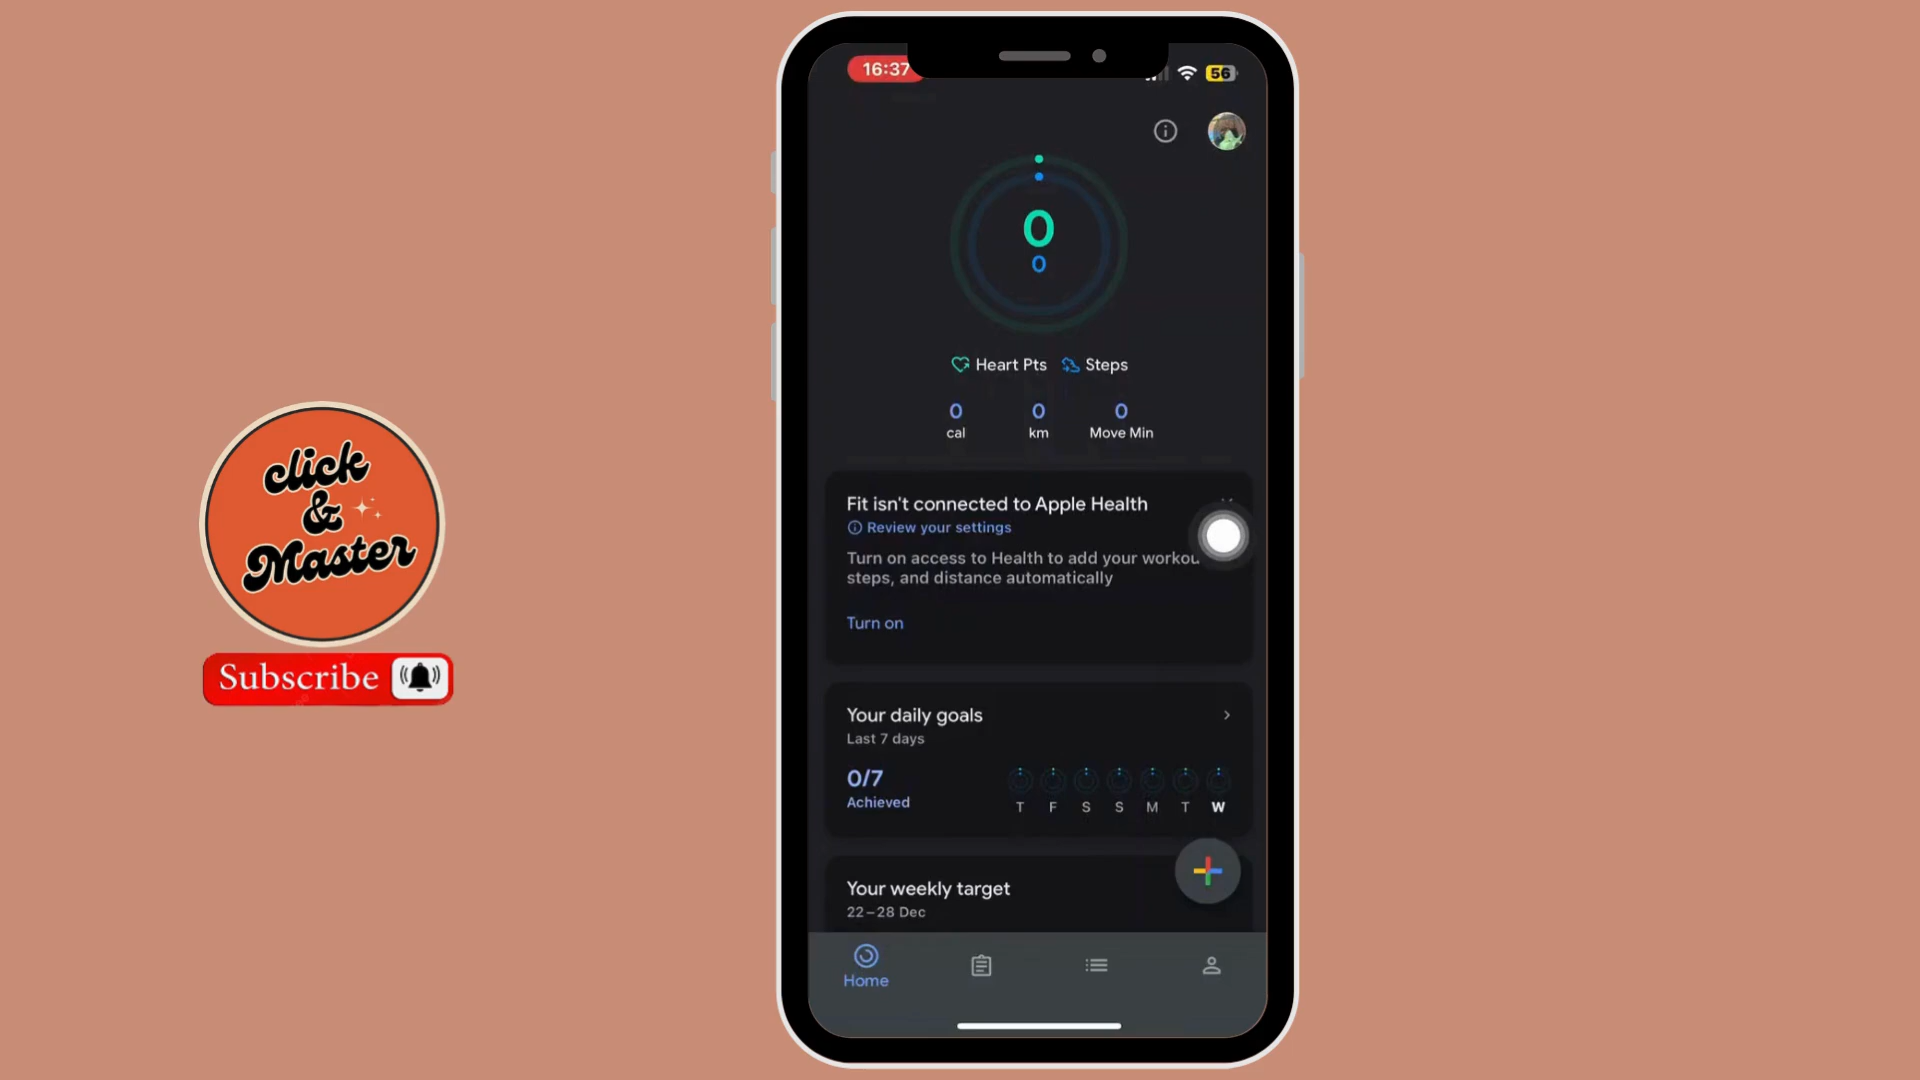 click
&
Master
Subscribe
16:37
56
0
0
Heart Pts Steps
0 0 0
cal km Move Min
Fit isn't connected to Apple Health
Review your settings
Turn on access to Health to add your
steps, and distance automatically
Turn on
Your daily goals
Last 7 days
0/7
Achieved
T F S S M T W
Your weekly target
22–28 Dec
Home